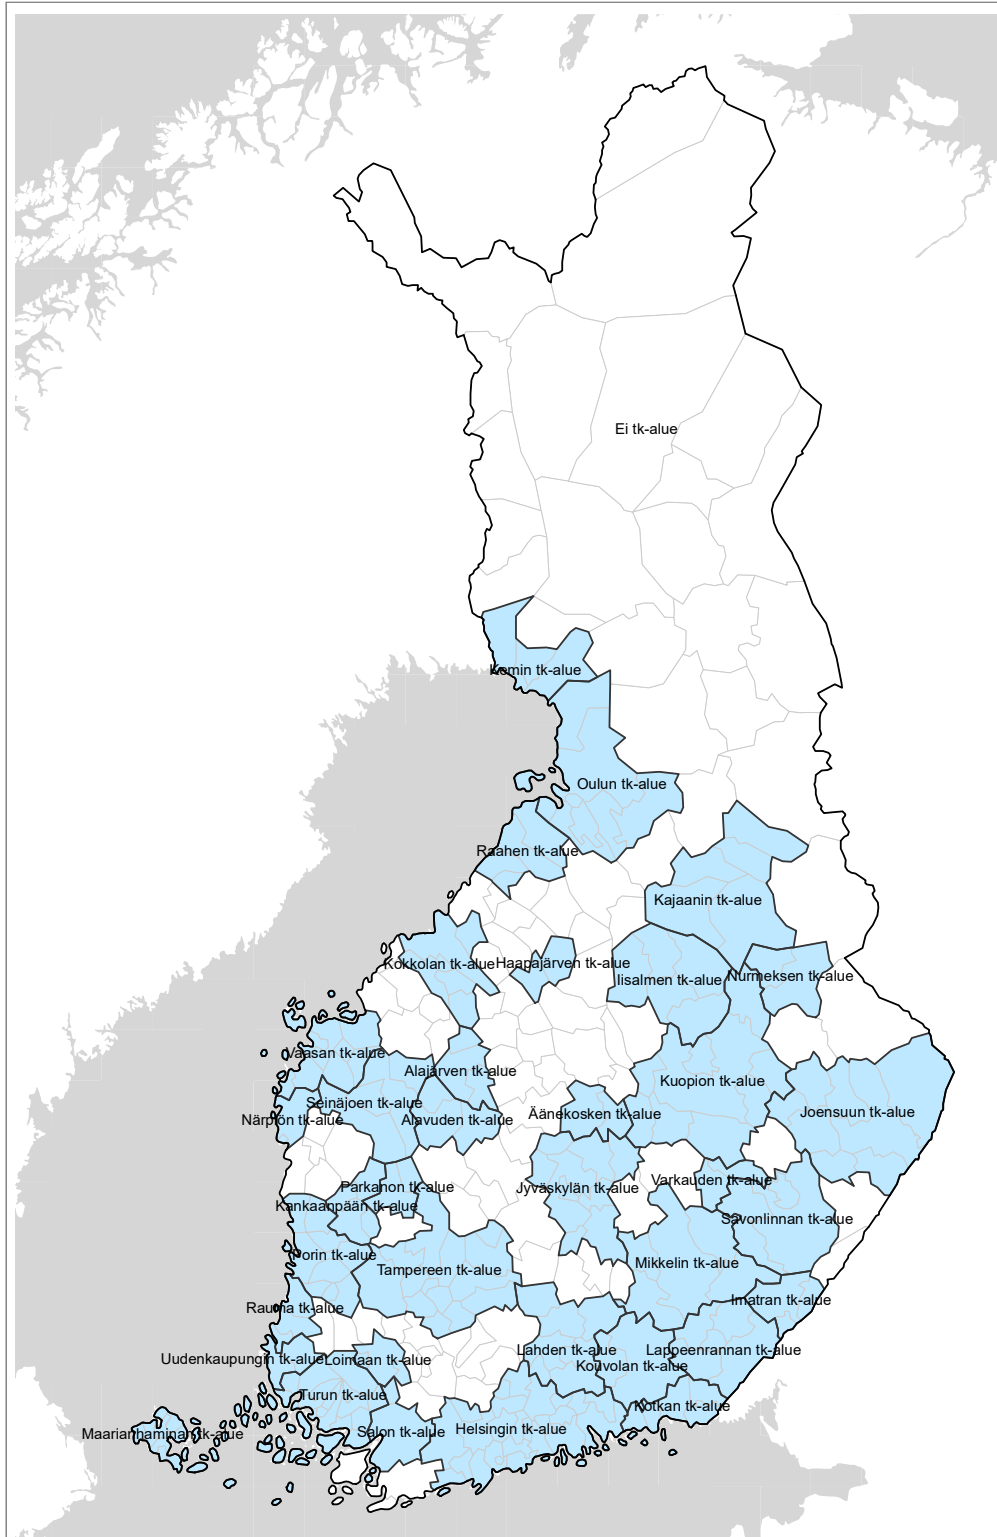 Ei tk-alue
Kemin tk-alue
Oulun tk-alue
Raahen tk-alue
Kajaanin tk-alue
Kokkolan tk-alue
Haapajärven tk-alue
Iisalmen tk-alue
Nurmeksen tk-alue
Vaasan tk-alue
Alajärven tk-alue
Kuopion tk-alue
Seinäjoen tk-alue
Närpiön tk-alue
Alavuden tk-alue
Äänekosken tk-alue
Joensuun tk-alue
Parkanon tk-alue
Jyväskylän tk-alue
Varkauden tk-alue
Kankaanpään tk-alue
Savonlinnan tk-alue
Porin tk-alue
Tampereen tk-alue
Mikkelin tk-alue
Rauma tk-alue
Imatran tk-alue
Uudenkaupungin tk-alue
Loimaan tk-alue
Lahden tk-alue
Kouvolan tk-alue
Lappeenrannan tk-alue
Turun tk-alue
Kotkan tk-alue
Maarianhaminan tk-alue
Salon tk-alue
Helsingin tk-alue